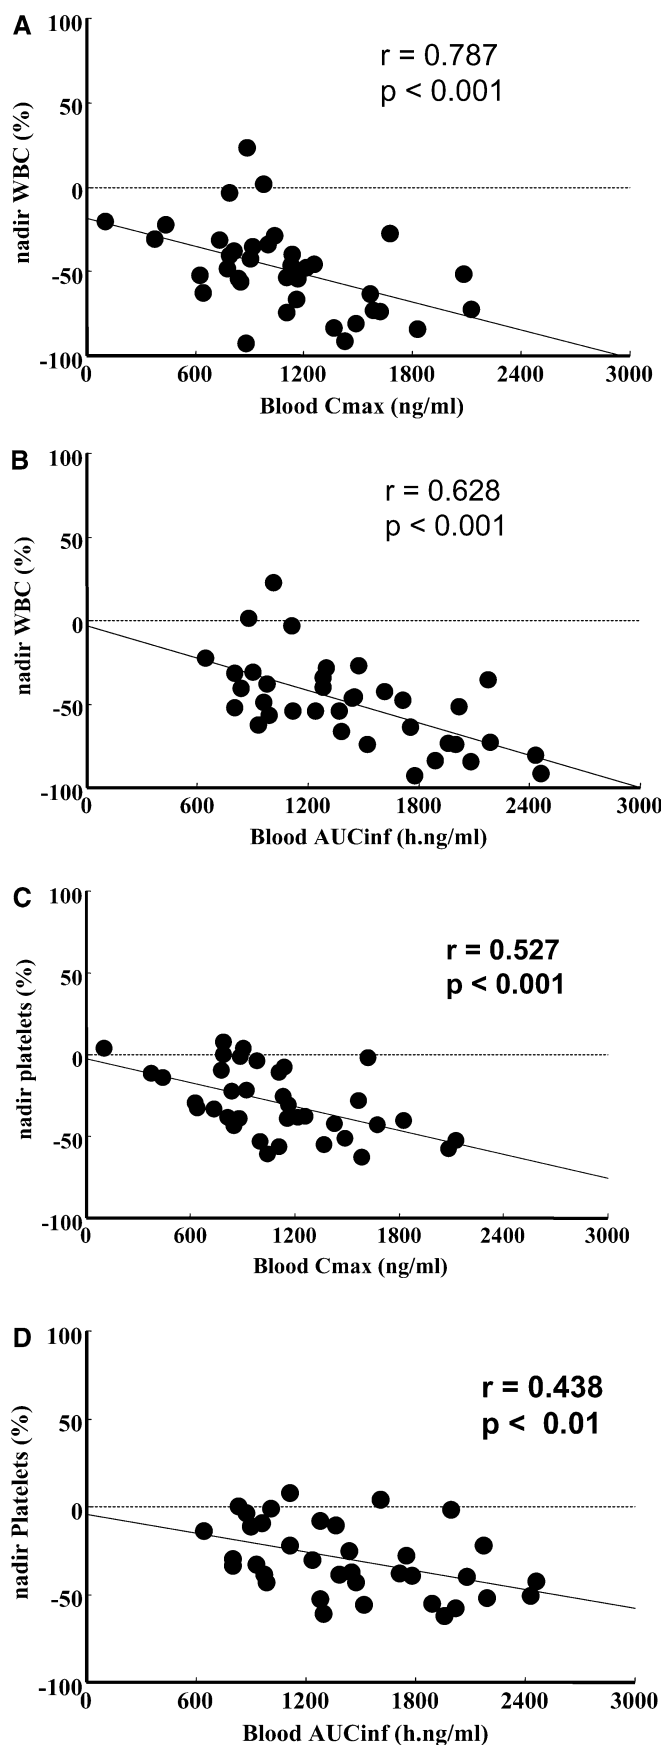 A
100
r = 0.787
p < 0.001
50
nadir WBC (%)
0
-50
-100
0 600 1200 1800 2400 3000
Blood Cmax (ng/ml)
B
100
r = 0.628
p < 0.001
50
nadir WBC (%)
0
-50
-100
0 600 1200 1800 2400 3000
Blood AUCinf (h.ng/ml)
C
100
r = 0.527
p < 0.001
50
nadir platelets (%)
0
-50
-100
0 600 1200 1800 2400 3000
Blood Cmax (ng/ml)
D
100
r = 0.438
p < 0.01
50
nadir Platelets (%)
0
-50
-100
0 600 1200 1800 2400 3000
Blood AUCinf (h.ng/ml)